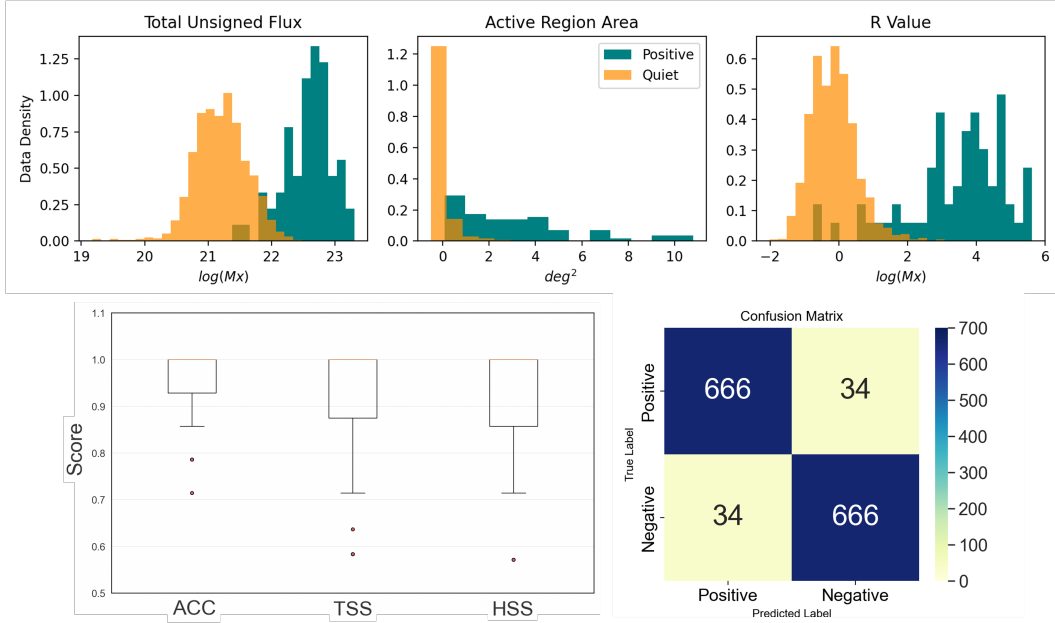 Total Unsigned Flux
Active Region Area
R Value
Data Density
1.25
1.00
0.75
0.50
0.25
0.00
19 20 21 22 23
log(Mx)
1.2
1.0
0.8
0.6
0.4
0.2
0.0
0 2 4 6 8 10
deg²
Positive
Quiet
0.6
0.5
0.4
0.3
0.2
0.1
0.0
−2 0 2 4 6
log(Mx)
Score
1.1
1.0
0.9
0.8
0.7
0.6
0.5
ACC TSS HSS
Confusion Matrix
True Label
Positive
Negative
666 34
34 666
Positive Negative
Predicted Label
700
600
500
400
300
200
100
0